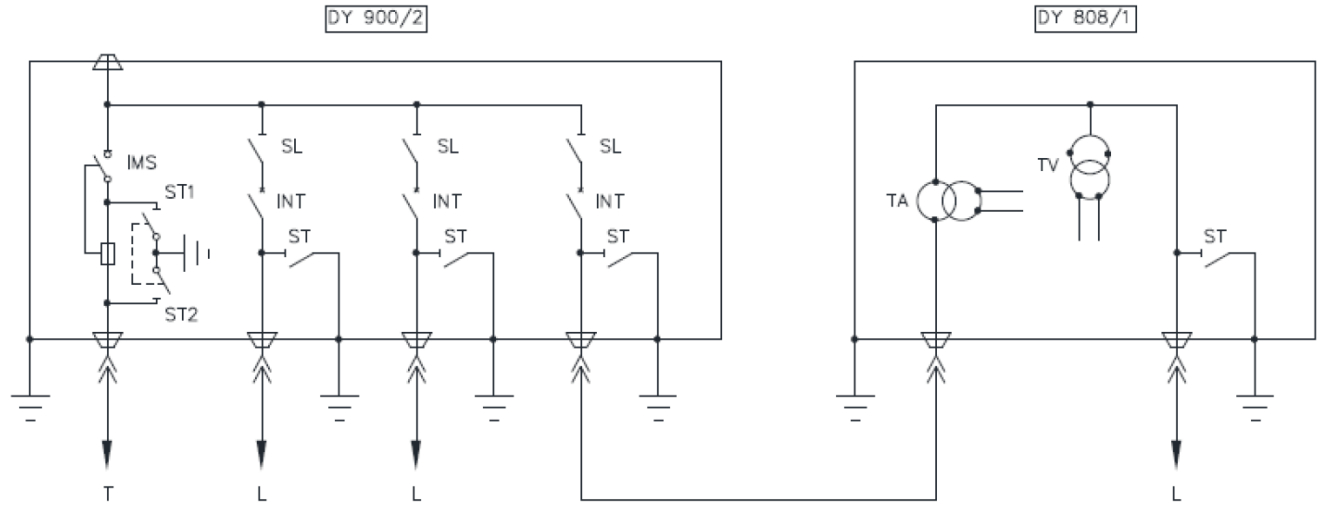 DY 900/2
DY 808/1
IMS
SL
SL
SL
ST1
INT
INT
INT
TV
TA
ST
ST
ST
ST
ST2
T
L
L
L